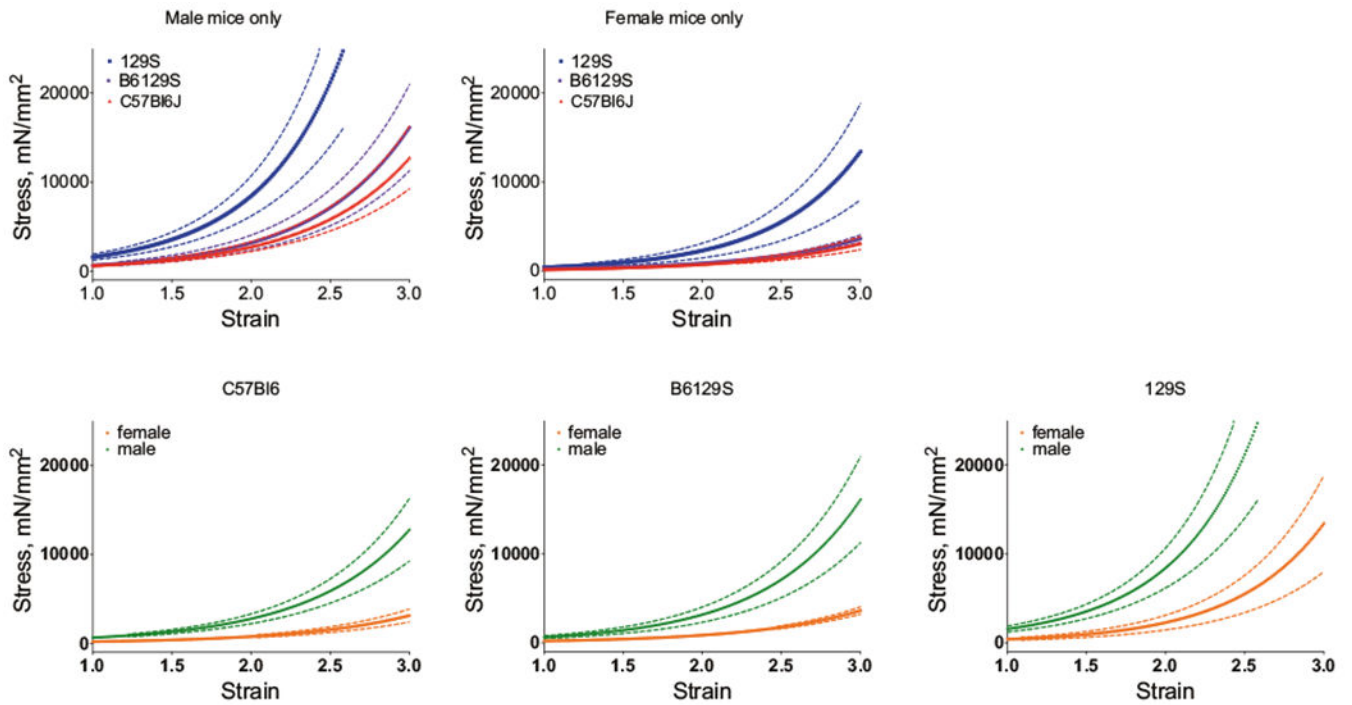 Male mice only
Female mice only
129S
B6129S
C57Bl6J
129S
B6129S
C57Bl6J
Stress, mN/mm²
20000
10000
0
1.0 1.5 2.0 2.5 3.0
Strain
Stress, mN/mm²
20000
10000
0
1.0 1.5 2.0 2.5 3.0
Strain
C57Bl6
B6129S
129S
female
male
Stress, mN/mm²
20000
10000
0
1.0 1.5 2.0 2.5 3.0
Strain
female
male
Stress, mN/mm²
20000
10000
0
1.0 1.5 2.0 2.5 3.0
Strain
female
male
Stress, mN/mm²
20000
10000
0
1.0 1.5 2.0 2.5 3.0
Strain